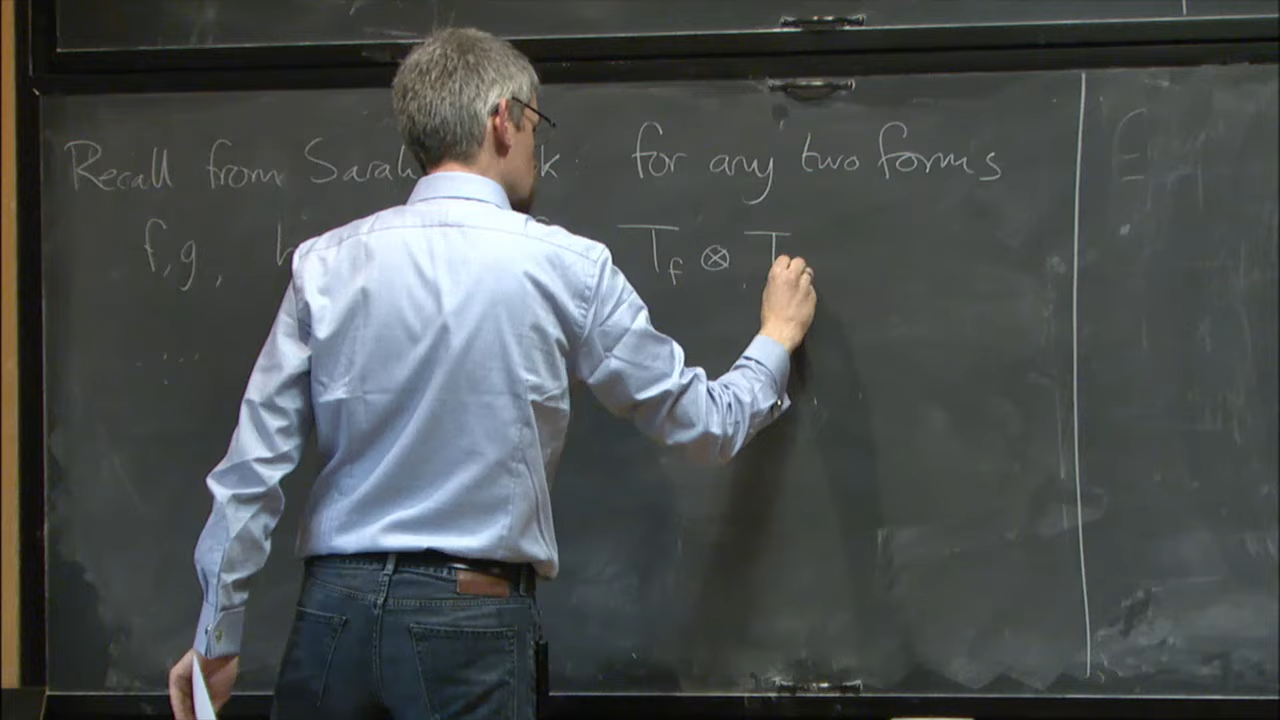 Recall from Sarah for any two forms
f, g, T_f ⊗ T